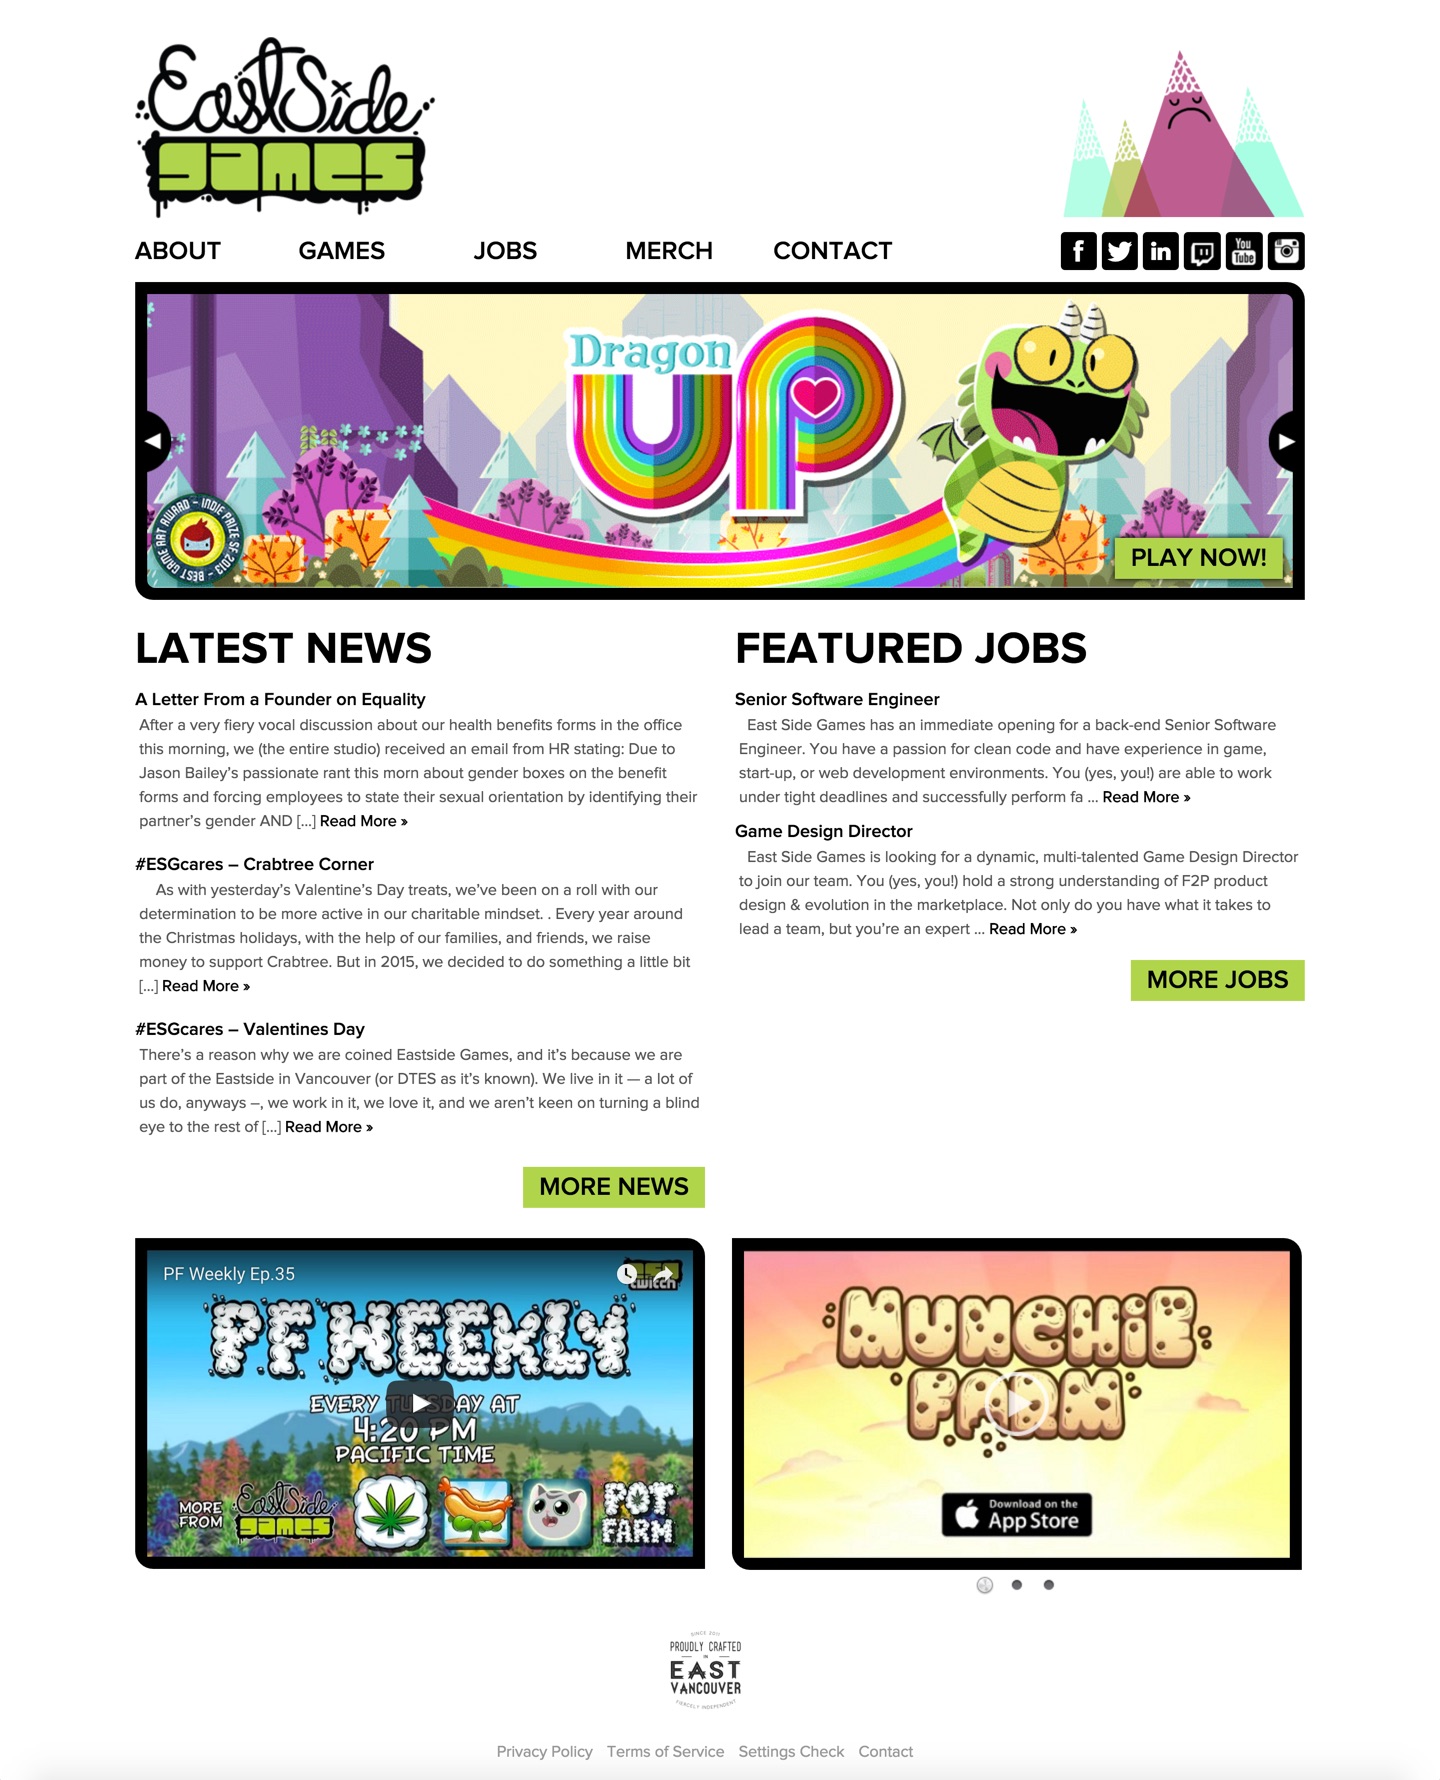 EastSide
games
ABOUT GAMES JOBS MERCH CONTACT
f in You Tube
Dragon
UP
BEST GAME ART AWARD - INDIE PRIZE SF 2013 -
PLAY NOW!
LATEST NEWS
A Letter From a Founder on Equality
After a very fiery vocal discussion about our health benefits forms in the office
this morning, we (the entire studio) received an email from HR stating: Due to
Jason Bailey’s passionate rant this morn about gender boxes on the benefit
forms and forcing employees to state their sexual orientation by identifying their
partner’s gender AND [...] Read More »
#ESGcares – Crabtree Corner
As with yesterday’s Valentine’s Day treats, we’ve been on a roll with our
determination to be more active in our charitable mindset. . Every year around
the Christmas holidays, with the help of our families, and friends, we raise
money to support Crabtree. But in 2015, we decided to do something a little bit
[...] Read More »
#ESGcares – Valentines Day
There’s a reason why we are coined Eastside Games, and it’s because we are
part of the Eastside in Vancouver (or DTES as it’s known). We live in it — a lot of
us do, anyways –, we work in it, we love it, and we aren’t keen on turning a blind
eye to the rest of [...] Read More »
MORE NEWS
FEATURED JOBS
Senior Software Engineer
East Side Games has an immediate opening for a back-end Senior Software
Engineer. You have a passion for clean code and have experience in game,
start-up, or web development environments. You (yes, you!) are able to work
under tight deadlines and successfully perform fa ... Read More »
Game Design Director
East Side Games is looking for a dynamic, multi-talented Game Design Director
to join our team. You (yes, you!) hold a strong understanding of F2P product
design & evolution in the marketplace. Not only do you have what it takes to
lead a team, but you’re an expert ... Read More »
MORE JOBS
PF Weekly Ep.35
twitch
PF WEEKLY
EVERY TUESDAY AT
4:20 PM
PACIFIC TIME
MORE
FROM
EastSide
games
POT
FARM
MUNCHIE
FARM
Download on the
App Store
SINCE 2011
PROUDLY CRAFTED
IN
EAST
VANCOUVER
FIERCELY INDEPENDENT
Privacy Policy Terms of Service Settings Check Contact